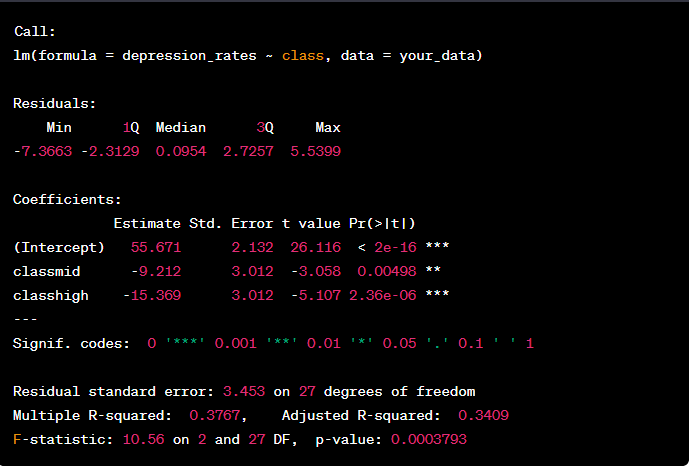 Call:
lm(formula = depression_rates ~ class, data = your_data)
Residuals:
    Min      1Q  Median      3Q     Max
-7.3663 -2.3129  0.0954  2.7257  5.5399
Coefficients:
            Estimate Std. Error t value Pr(>|t|)
(Intercept)   55.671      2.132  26.116  < 2e-16 ***
classmid      -9.212      3.012  -3.058  0.00498 **
classhigh    -15.369      3.012  -5.107 2.36e-06 ***
---
Signif. codes:  0 '***' 0.001 '**' 0.01 '*' 0.05 '.' 0.1 ' ' 1
Residual standard error: 3.453 on 27 degrees of freedom
Multiple R-squared:  0.3767,    Adjusted R-squared:  0.3409
F-statistic: 10.56 on 2 and 27 DF,  p-value: 0.0003793